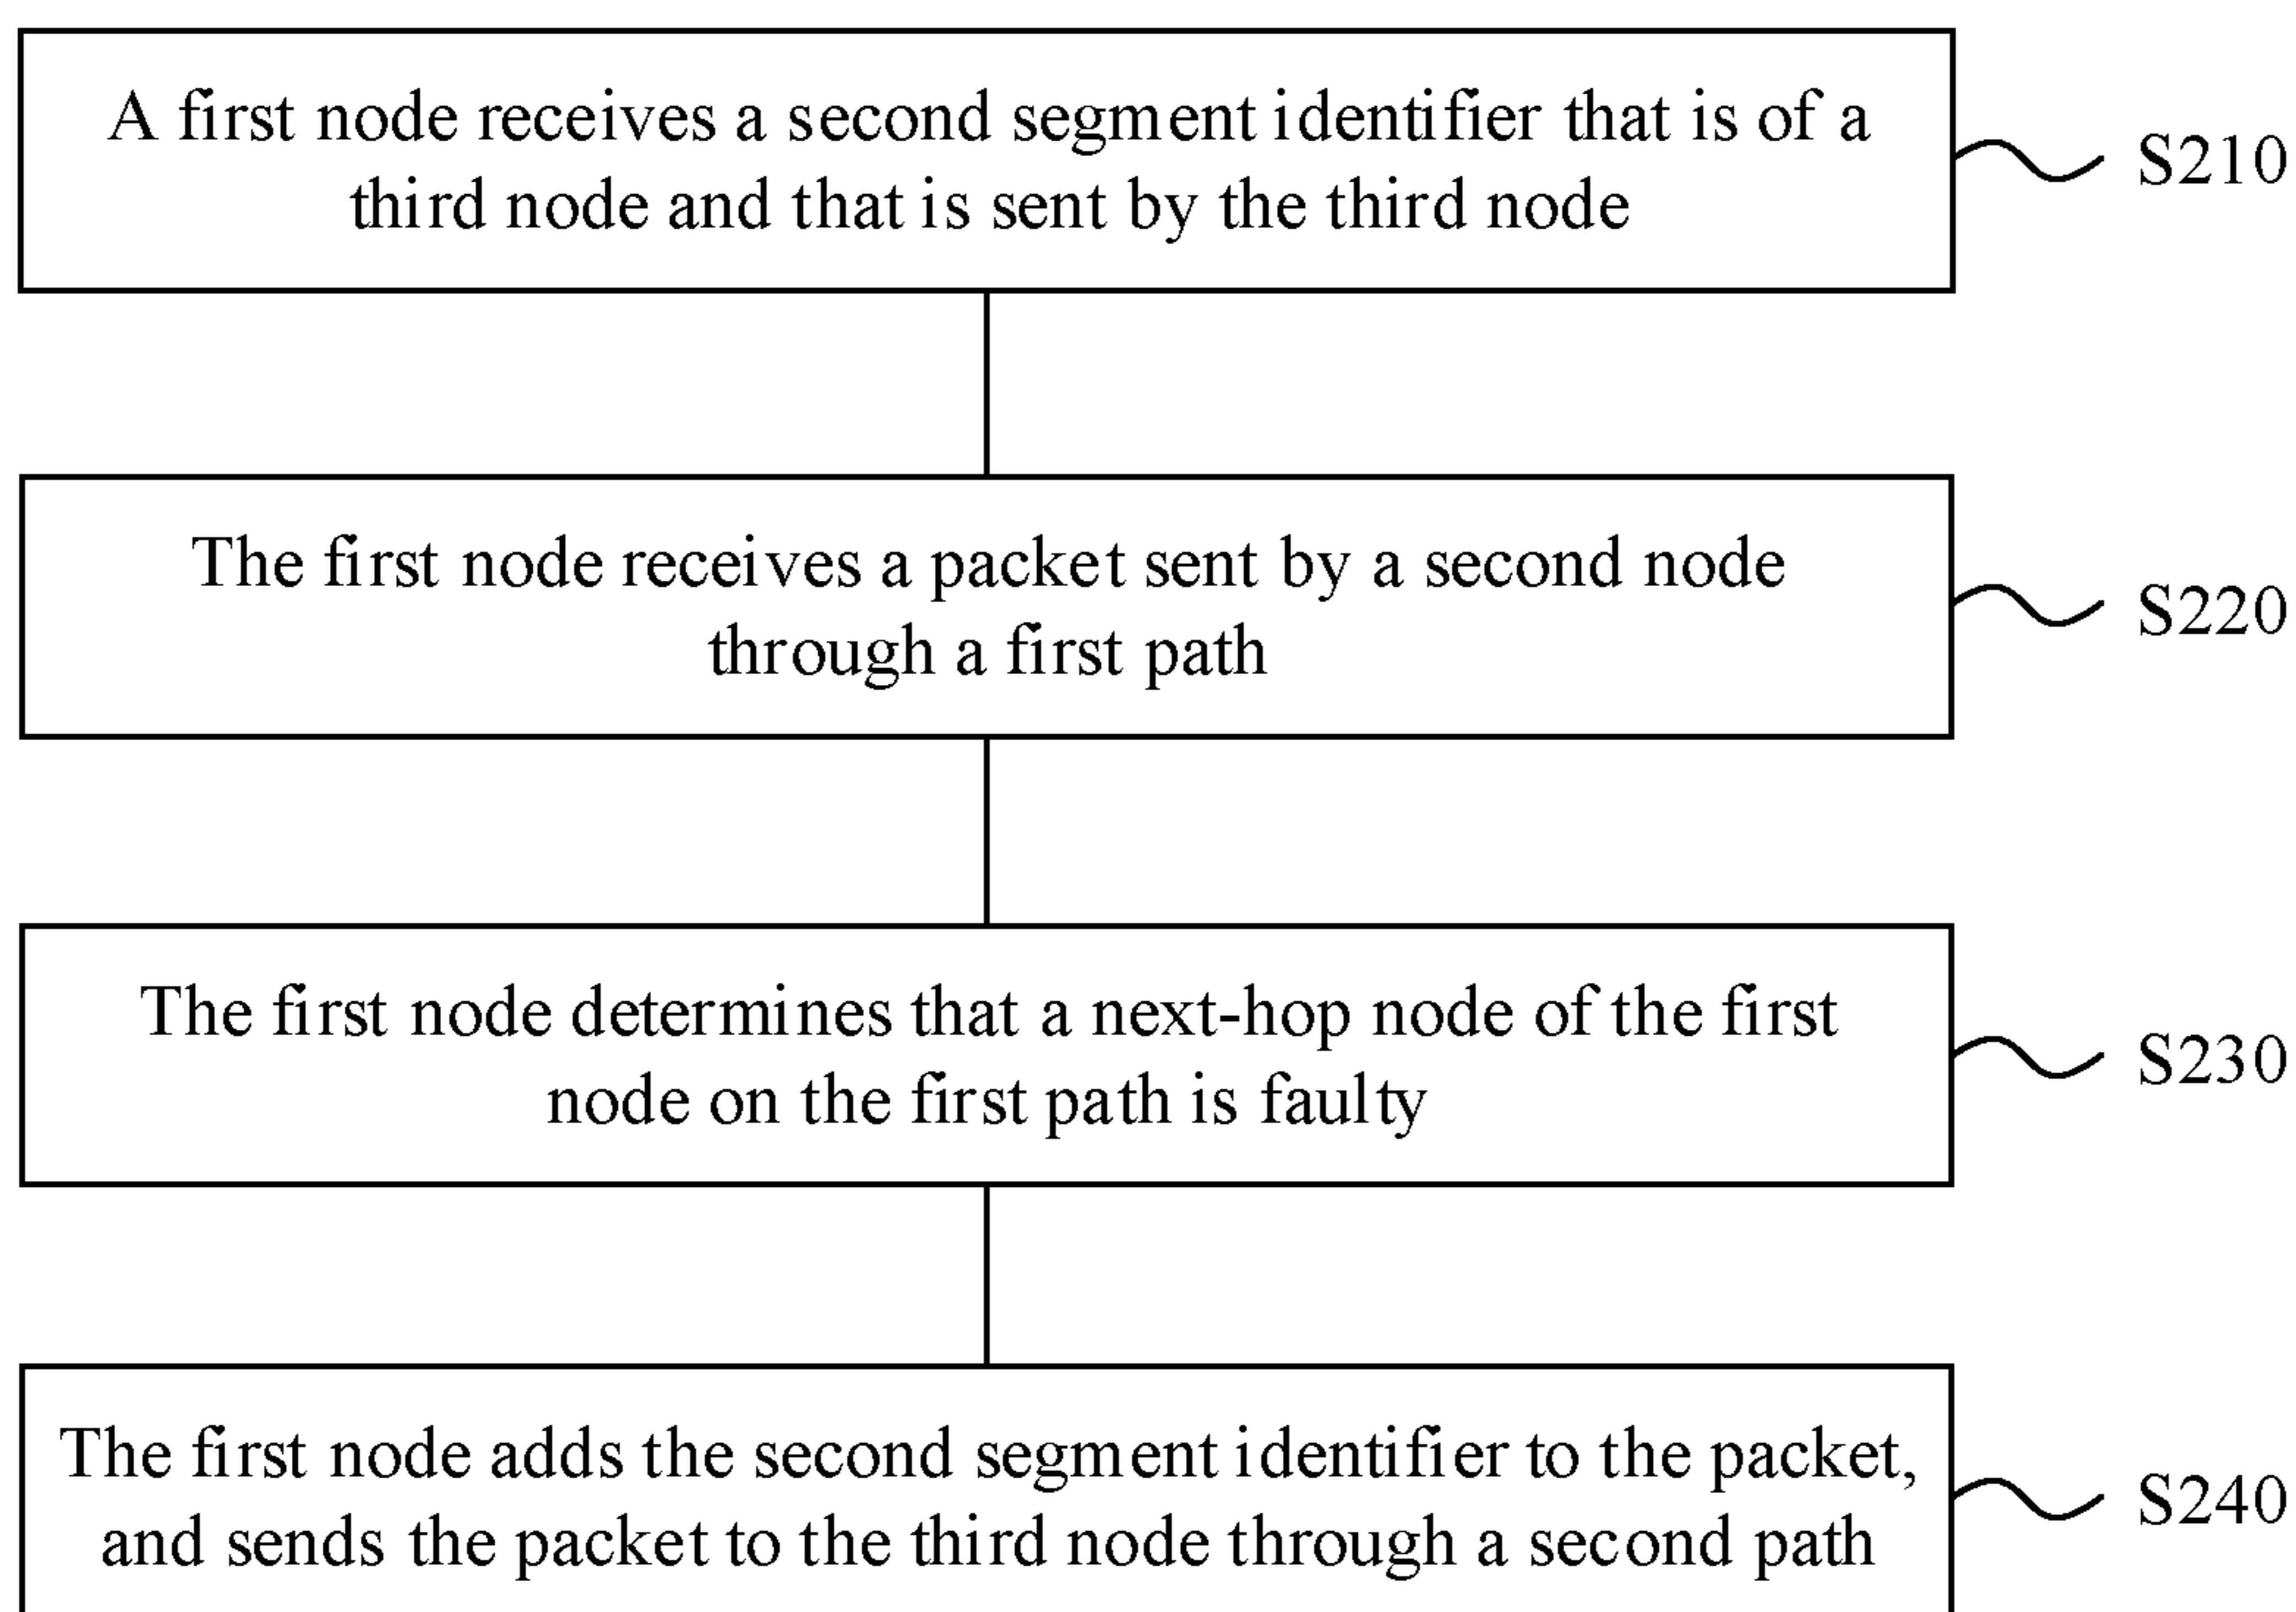 A first node receives a second segment identifier that is of a
third node and that is sent by the third node
S210
The first node receives a packet sent by a second node
through a first path
S220
The first node determines that a next-hop node of the first
node on the first path is faulty
S230
The first node adds the second segment identifier to the packet,
and sends the packet to the third node through a second path
S240